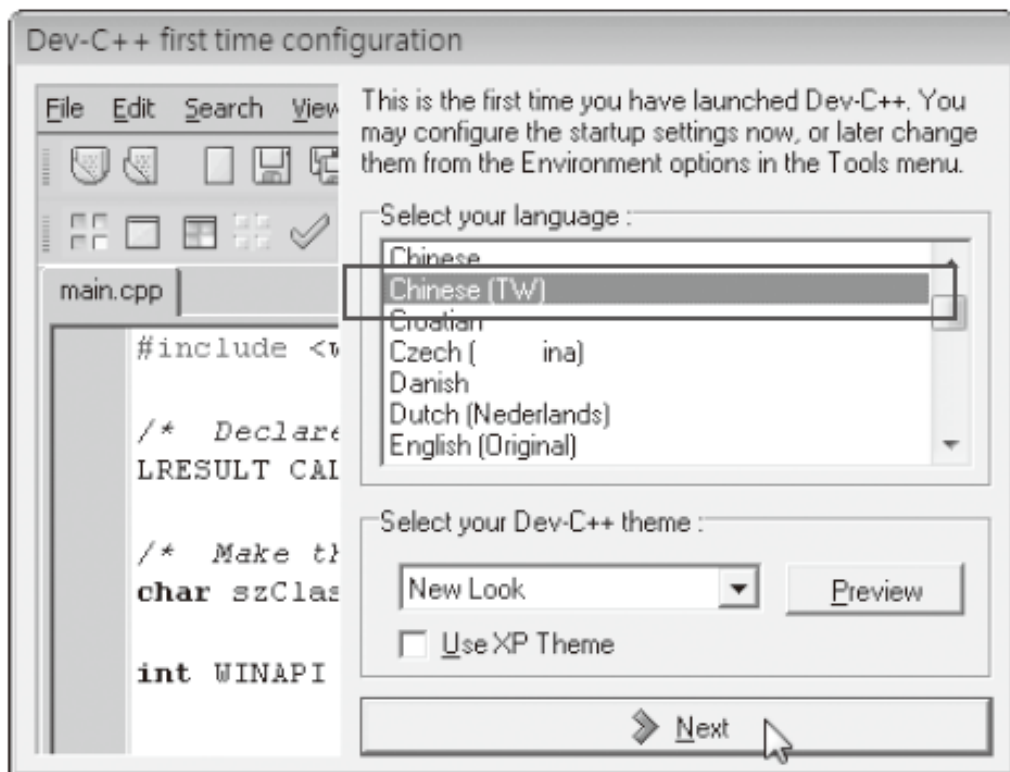 Dev-C++ first time configuration
File Edit Search View
main.cpp
#include <w
/* Declare
LRESULT CAL
/* Make th
char szClas
int WINAPI
This is the first time you have launched Dev-C++. You
may configure the startup settings now, or later change
them from the Environment options in the Tools menu.
Select your language :
Chinese
Chinese (TW)
Croatian
Czech ( ina)
Danish
Dutch (Nederlands)
English (Original)
Select your Dev-C++ theme :
New Look
Preview
Use XP Theme
Next